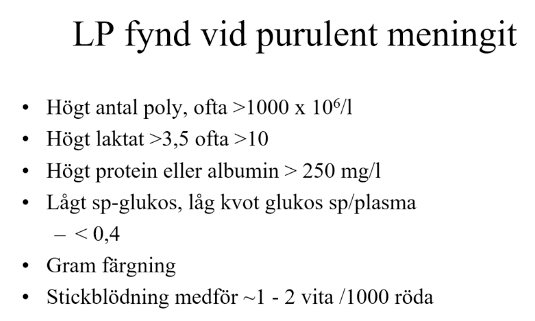 LP fynd vid purulent meningit
• Högt antal poly, ofta >1000 x 10⁶/l
• Högt laktat >3,5 ofta >10
• Högt protein eller albumin > 250 mg/l
• Lågt sp-glukos, låg kvot glukos sp/plasma
– < 0,4
• Gram färgning
• Stickblödning medför ~1 - 2 vita /1000 röda